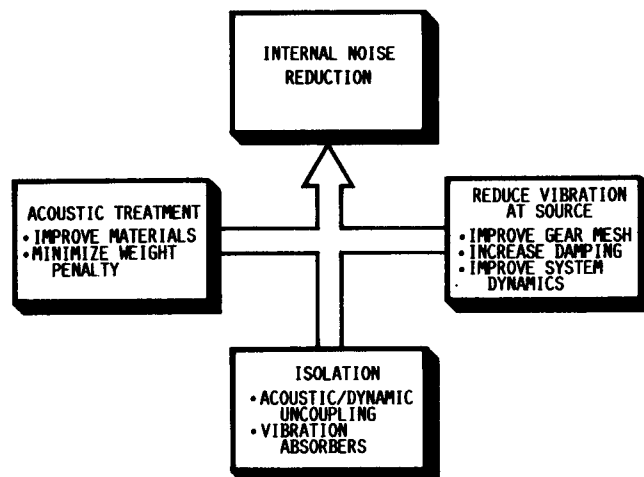 INTERNAL NOISE
REDUCTION
ACOUSTIC TREATMENT
• IMPROVE MATERIALS
• MINIMIZE WEIGHT
PENALTY
REDUCE VIBRATION
AT SOURCE
• IMPROVE GEAR MESH
• INCREASE DAMPING
• IMPROVE SYSTEM
DYNAMICS
ISOLATION
• ACOUSTIC/DYNAMIC
UNCOUPLING
• VIBRATION
ABSORBERS